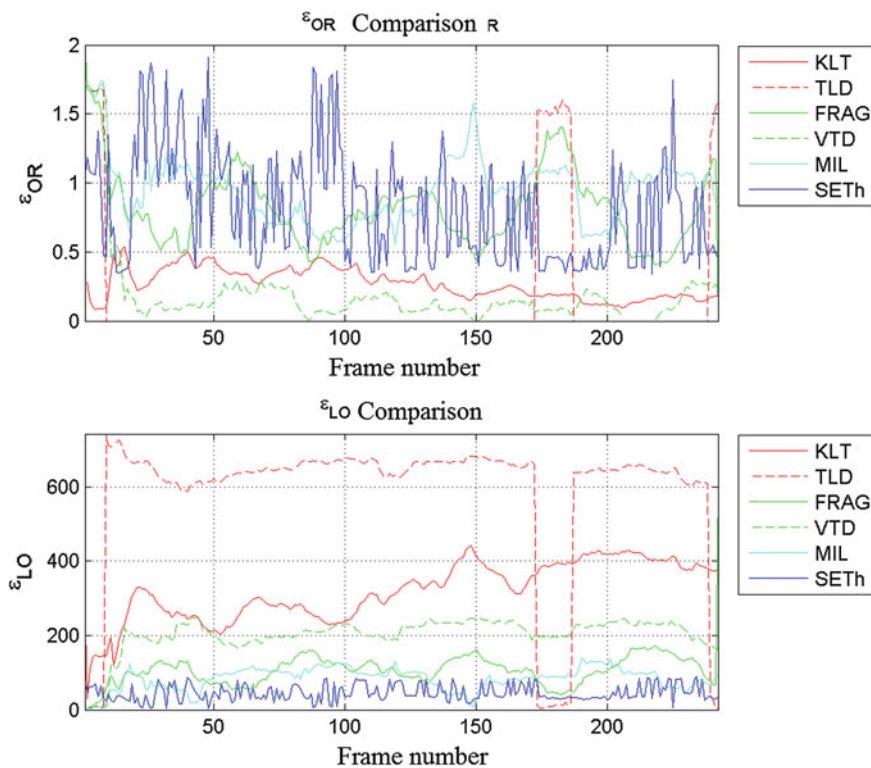 εOR Comparison R
2
1.5
1
0.5
0
εOR
50 100 150 200
Frame number
KLT
TLD
FRAG
VTD
MIL
SETh
εLO Comparison
600
400
200
0
εLO
50 100 150 200
Frame number
KLT
TLD
FRAG
VTD
MIL
SETh